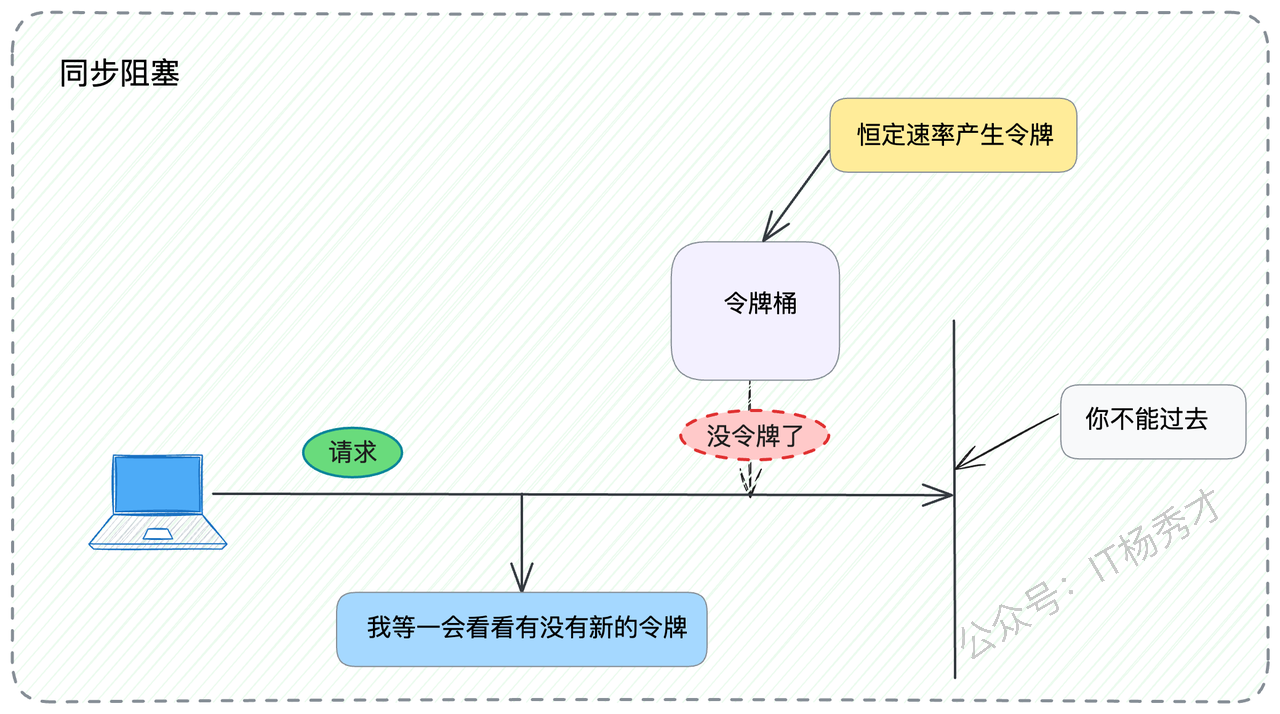 同步阻塞
恒定速率产生令牌
令牌桶
没令牌了
你不能过去
请求
我等一会看看有没有新的令牌
公众号：IT杨秀才